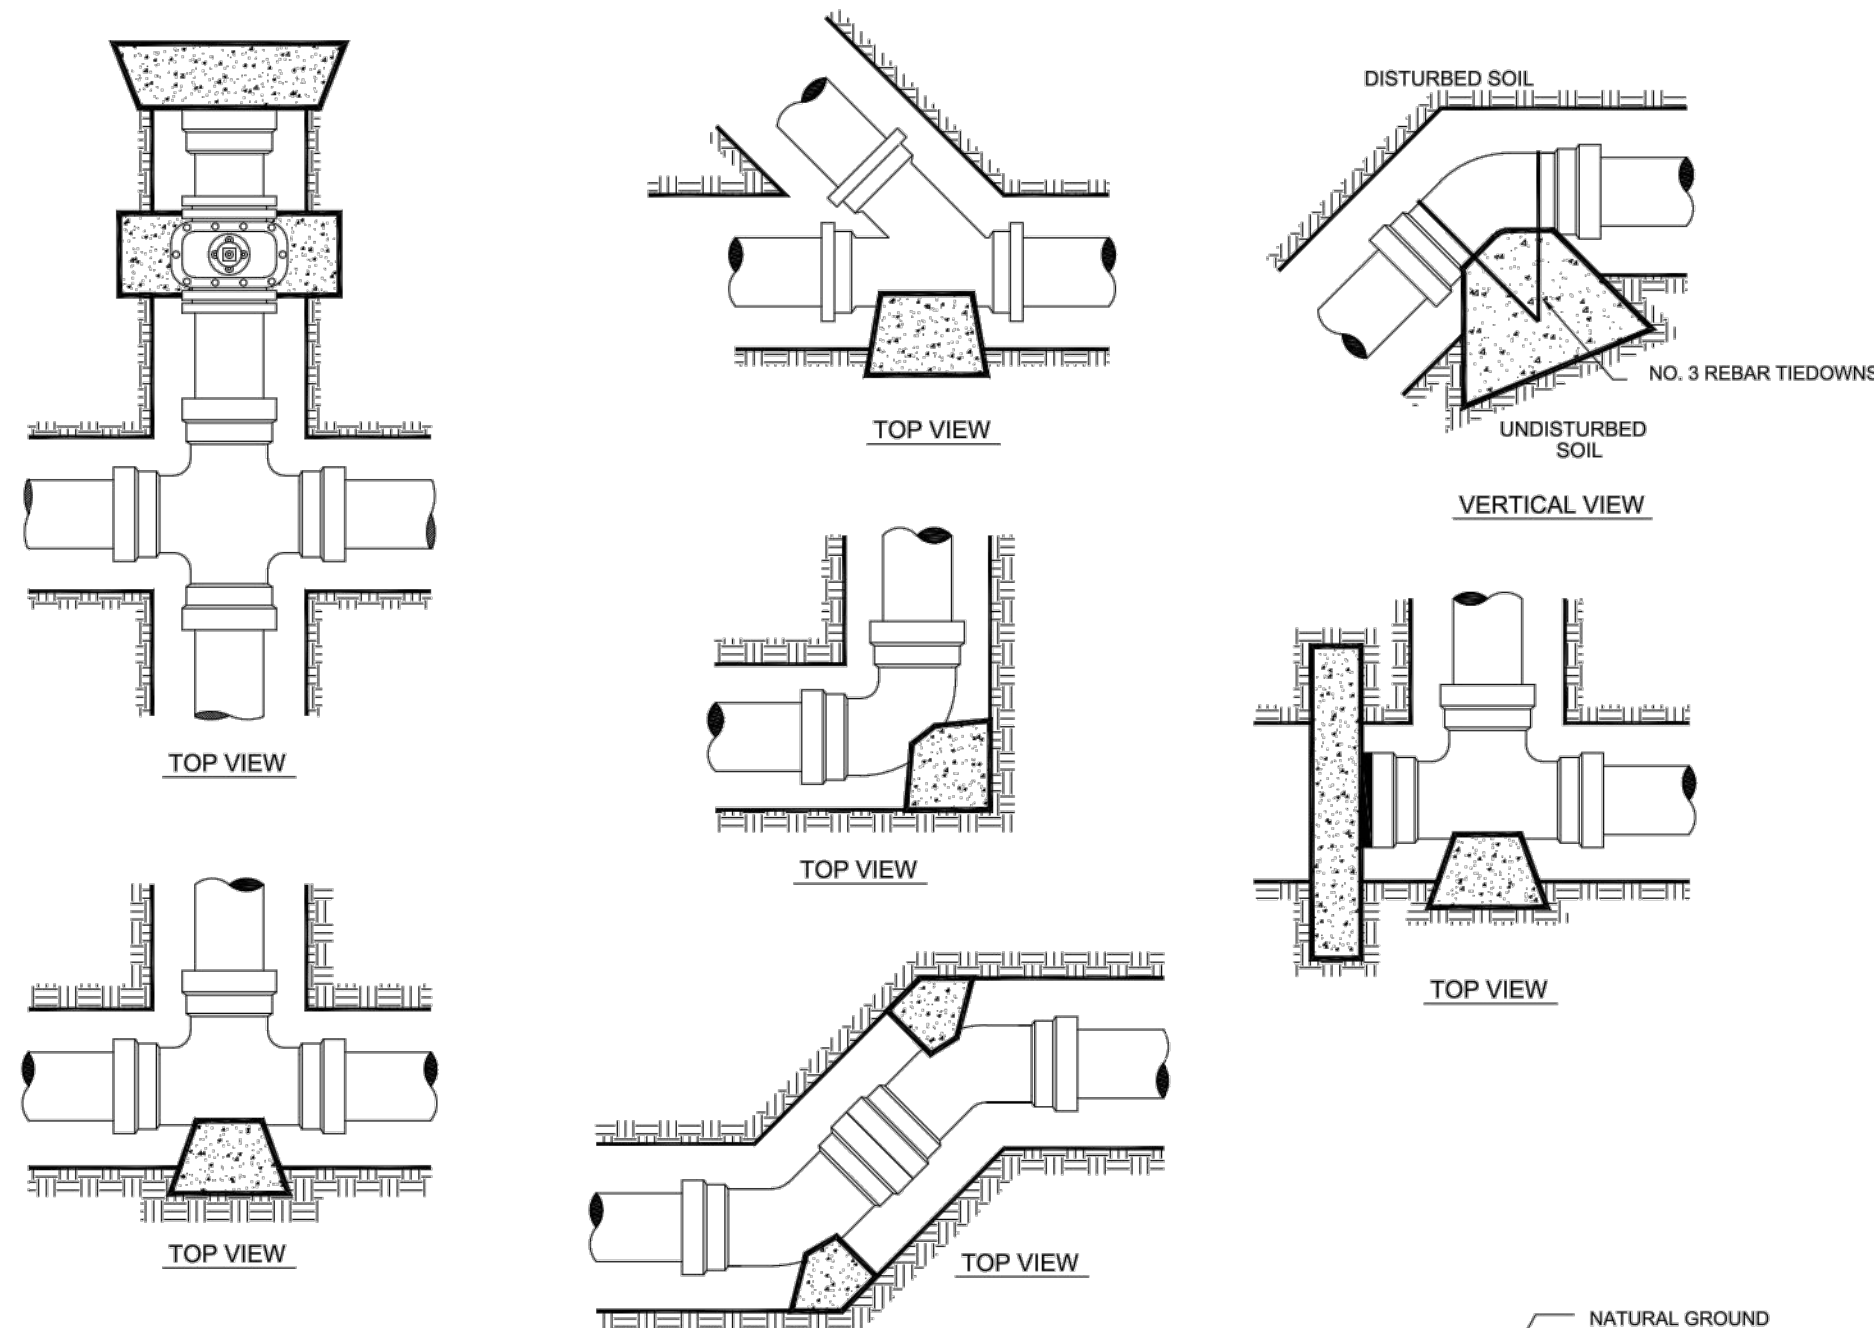 DISTURBED SOIL
NO. 3 REBAR TIEDOWNS
TOP VIEW
UNDISTURBED
SOIL
VERTICAL VIEW
TOP VIEW
TOP VIEW
TOP VIEW
TOP VIEW
TOP VIEW
NATURAL GROUND